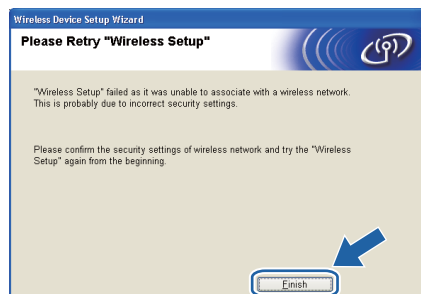 Wireless Device Setup Wizard
Please Retry "Wireless Setup"
"Wireless Setup" failed as it was unable to associate with a wireless network.
This is probably due to incorrect security settings.
Please confirm the security settings of wireless network and try the "Wireless
Setup" again from the beginning.
Finish